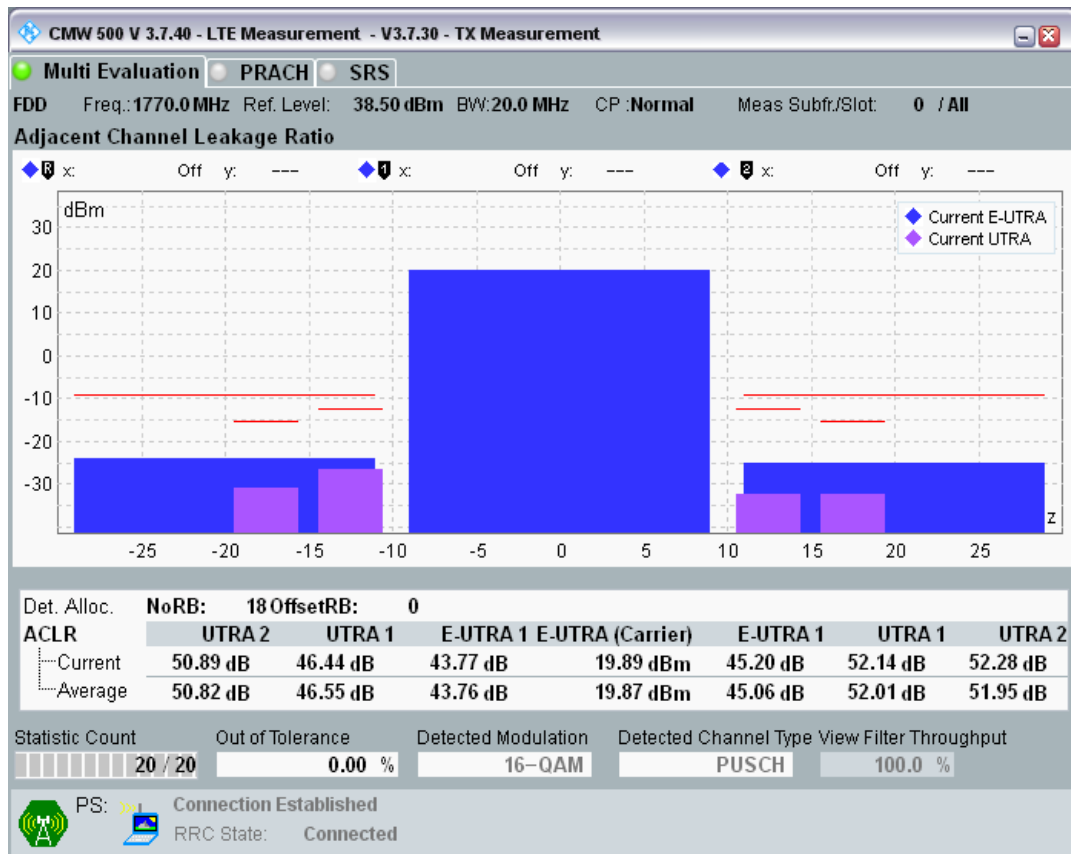 CMW 500 V 3.7.40 - LTE Measurement - V3.7.30 - TX Measurement
Multi Evaluation PRACH SRS
FDD Freq.:1770.0 MHz Ref. Level: 38.50 dBm BW:20.0 MHz CP :Normal Meas Subfr./Slot: 0 / All
Adjacent Channel Leakage Ratio
R x: Off y: --- 1 x: Off y: --- 2 x: Off y: ---
dBm
Current E-UTRA
Current UTRA
30
20
10
0
-10
-20
-30
z
-25 -20 -15 -10 -5 0 5 10 15 20 25
Det. Alloc. NoRB: 18 OffsetRB: 0
ACLR UTRA 2 UTRA 1 E-UTRA 1 E-UTRA (Carrier) E-UTRA 1 UTRA 1 UTRA 2
Current 50.89 dB 46.44 dB 43.77 dB 19.89 dBm 45.20 dB 52.14 dB 52.28 dB
Average 50.82 dB 46.55 dB 43.76 dB 19.87 dBm 45.06 dB 52.01 dB 51.95 dB
Statistic Count Out of Tolerance Detected Modulation Detected Channel Type View Filter Throughput
20 / 20 0.00 % 16-QAM PUSCH 100.0 %
PS: Connection Established
RRC State: Connected